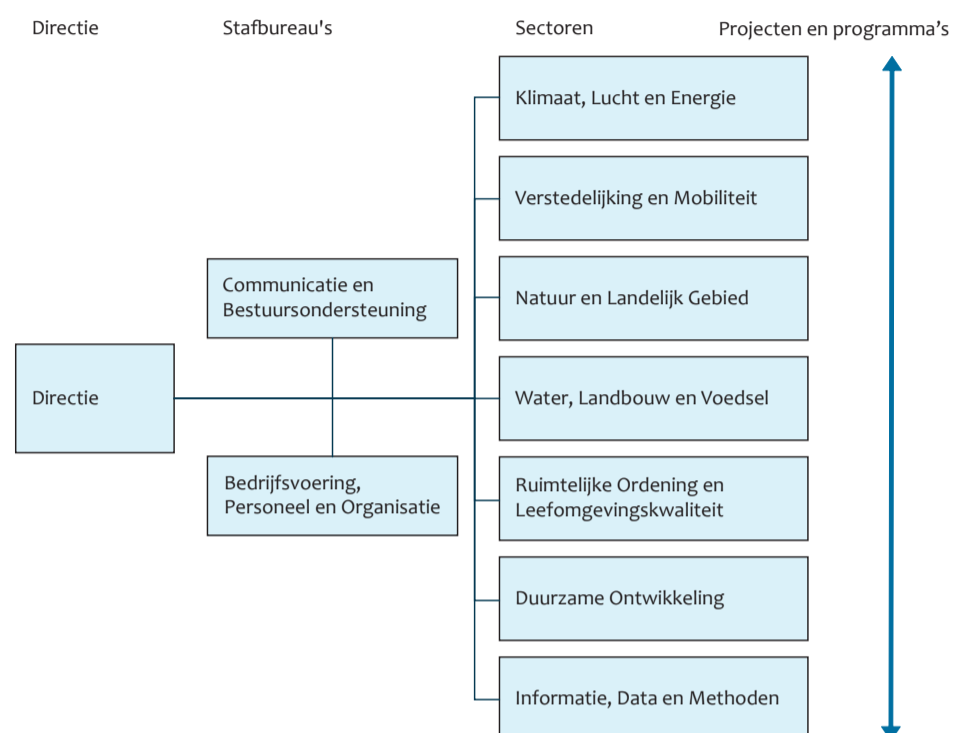 Directie
Stafbureau's
Sectoren
Projecten en programma’s
Klimaat, Lucht en Energie
Verstedelijking en Mobiliteit
Communicatie en
Bestuursondersteuning
Natuur en Landelijk Gebied
Directie
Water, Landbouw en Voedsel
Bedrijfsvoering,
Personeel en Organisatie
Ruimtelijke Ordening en
Leefomgevingskwaliteit
Duurzame Ontwikkeling
Informatie, Data en Methoden